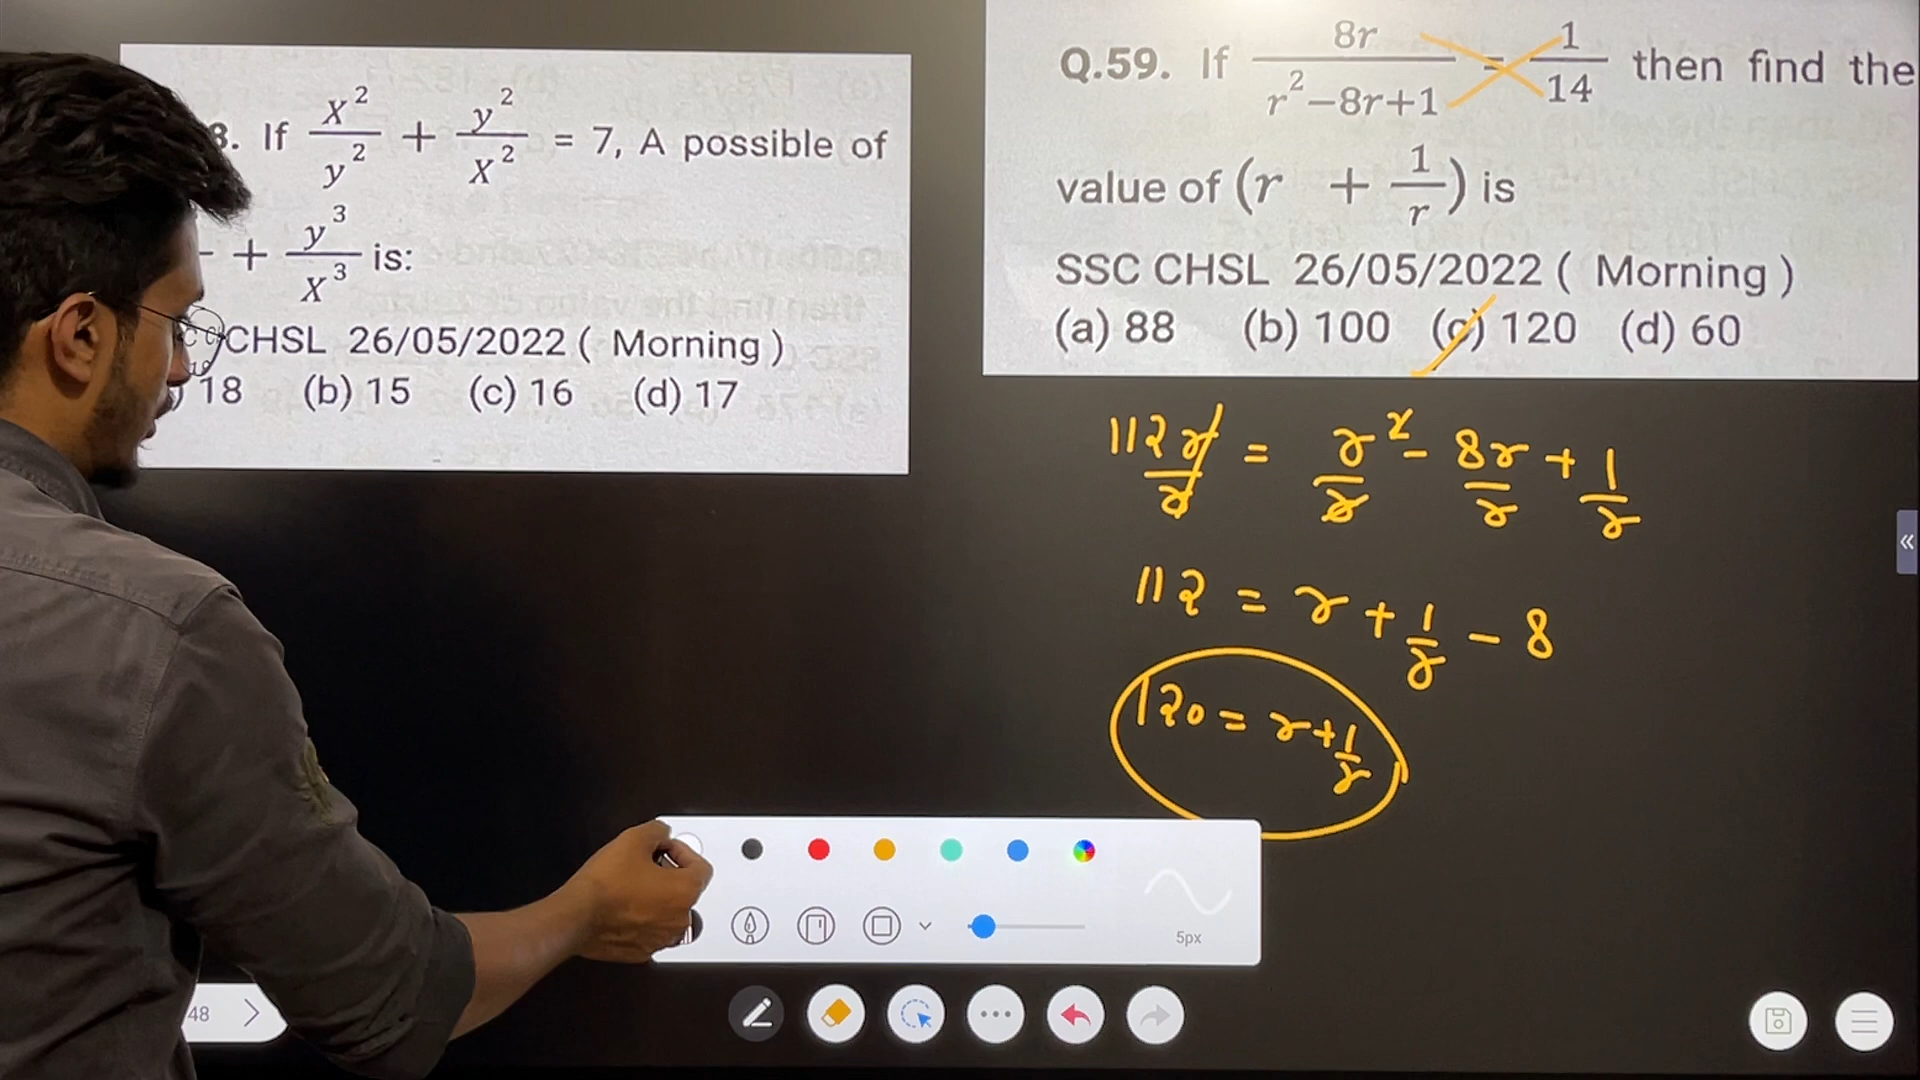 8. If x²/y² + y²/x² = 7, A possible of
+ y³/x³ is:
CHSL 26/05/2022 ( Morning )
18 (b) 15 (c) 16 (d) 17
Q.59. If 8r/r²−8r+1 = 1/14 then find the
value of (r + 1/r) is
SSC CHSL 26/05/2022 ( Morning )
(a) 88 (b) 100 (c) 120 (d) 60
112r/r = r²/r - 8r/r + 1/r
112 = r + 1/r - 8
120 = r + 1/r
5px
48